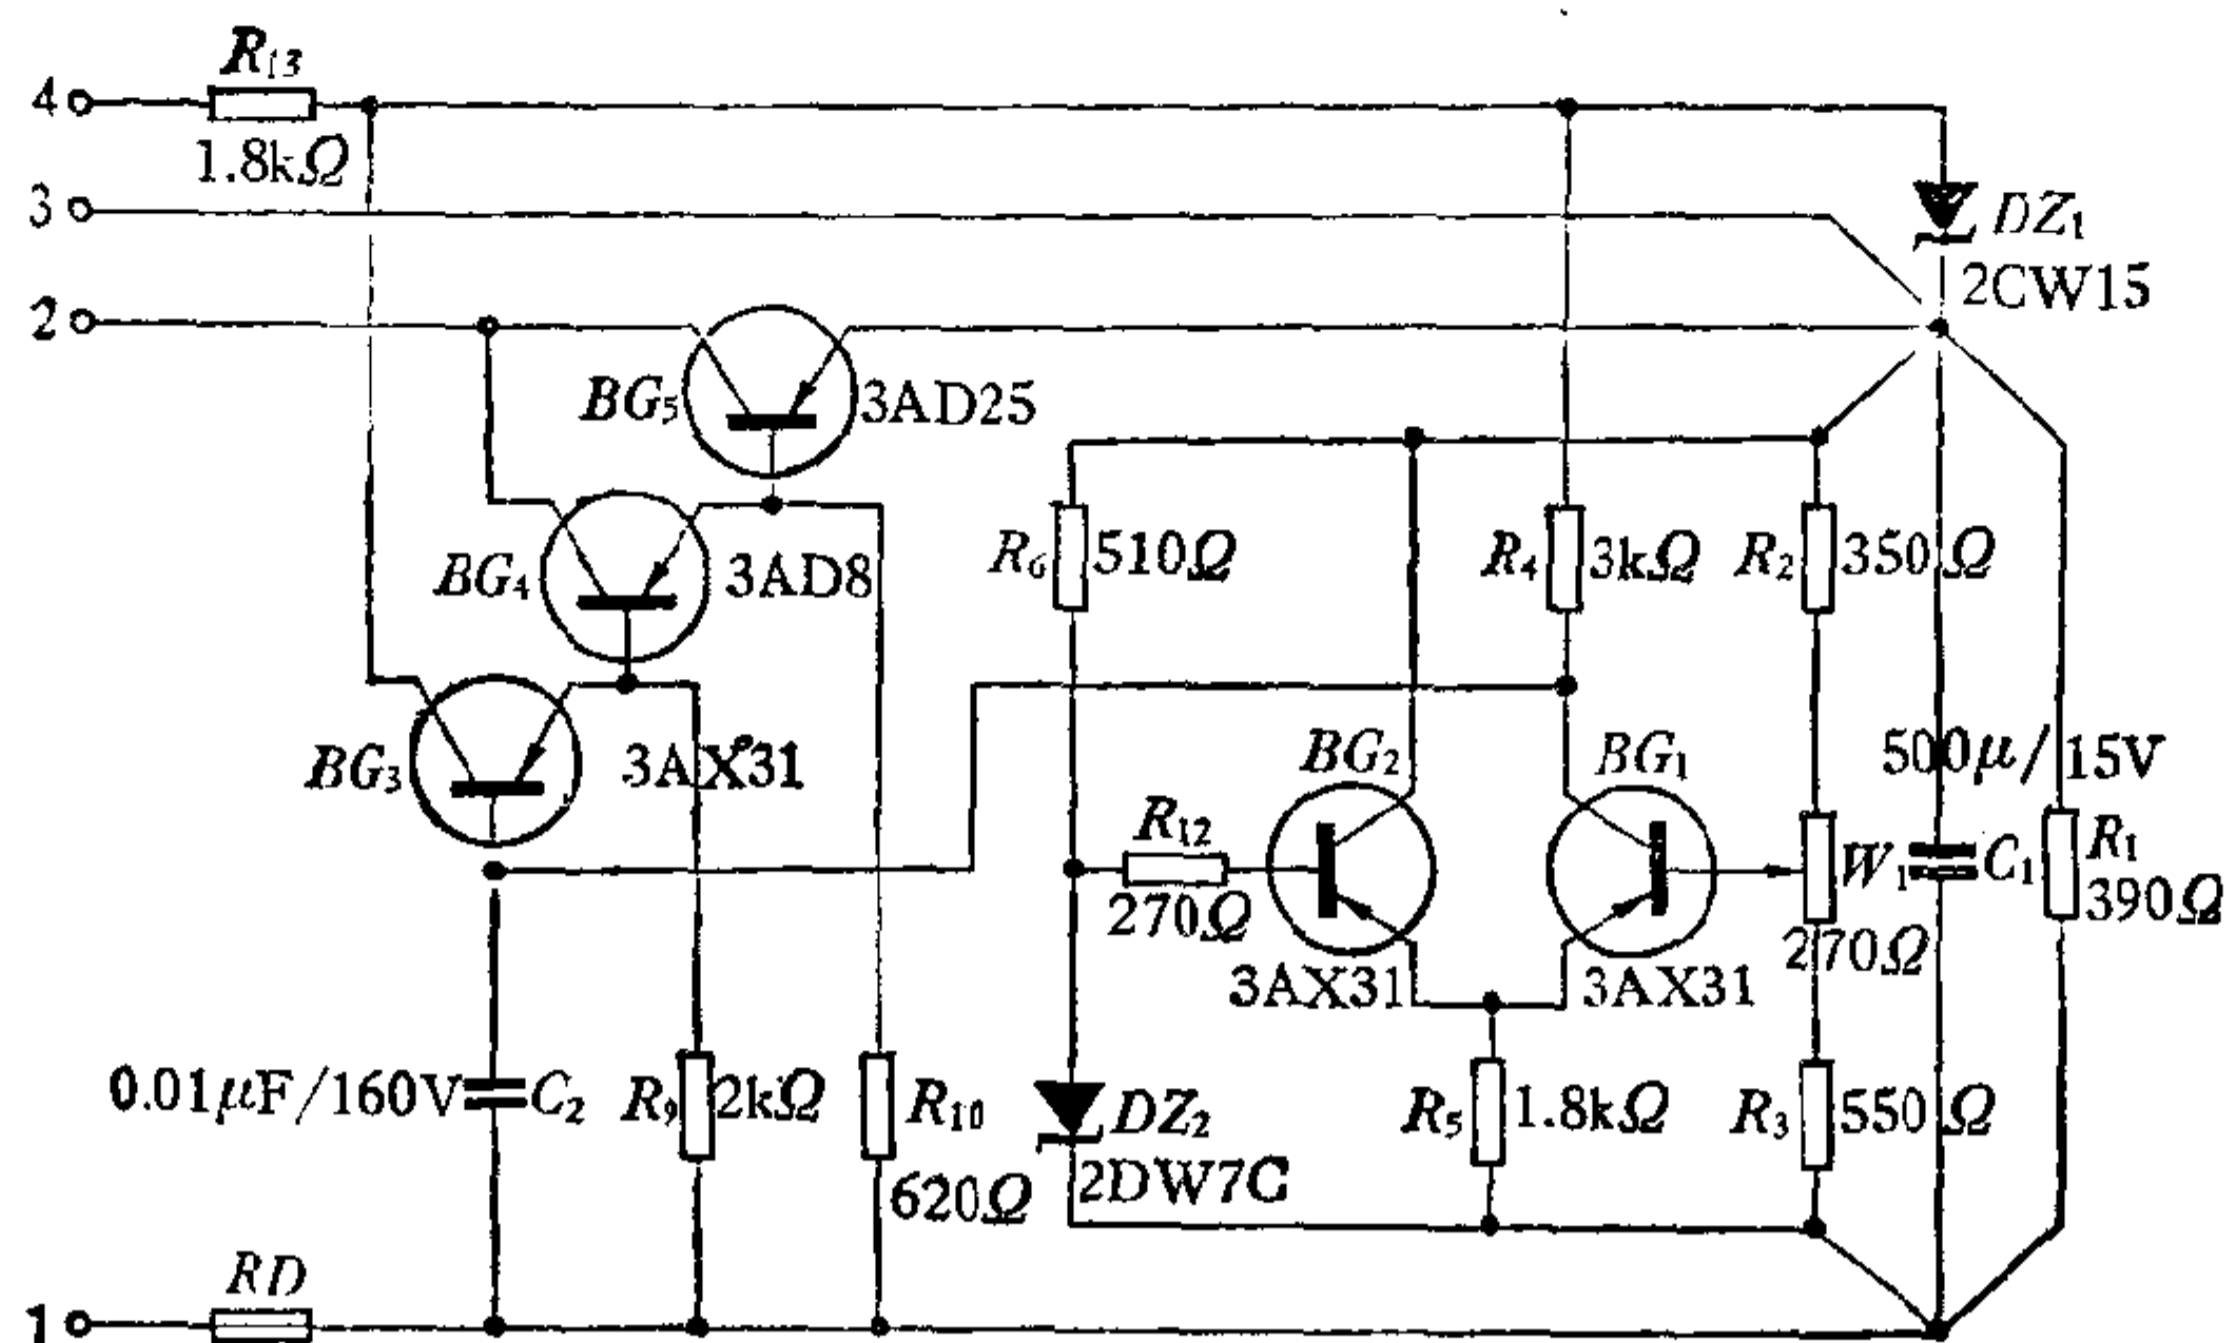 R13
4
1.8kΩ
3
DZ1
2CW15
2
BG5
3AD25
BG4
3AD8
R6
510Ω
R4
3kΩ
R2
350Ω
BG3
3AX31
BG2
BG1
500μ/15V
R12
270Ω
W1
C1
R1
390Ω
270Ω
3AX31
3AX31
0.01μF/160V
C2
R9
2kΩ
R10
620Ω
DZ2
2DW7C
R5
1.8kΩ
R3
550Ω
RD
1